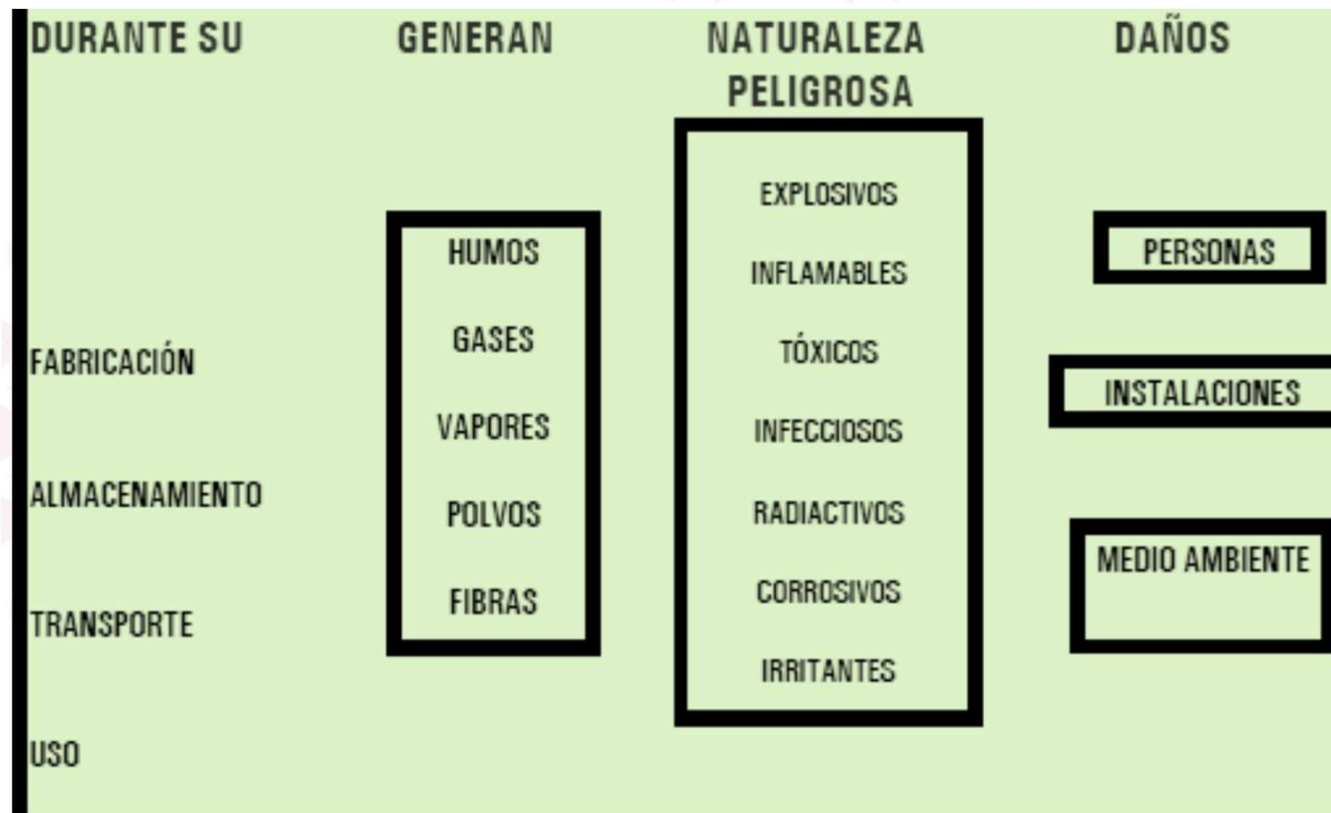 DURANTE SU
GENERAN
NATURALEZA
PELIGROSA
DAÑOS
FABRICACIÓN
ALMACENAMIENTO
TRANSPORTE
USO
HUMOS
GASES
VAPORES
POLVOS
FIBRAS
EXPLOSIVOS
INFLAMABLES
TÓXICOS
INFECCIOSOS
RADIACTIVOS
CORROSIVOS
IRRITANTES
PERSONAS
INSTALACIONES
MEDIO AMBIENTE